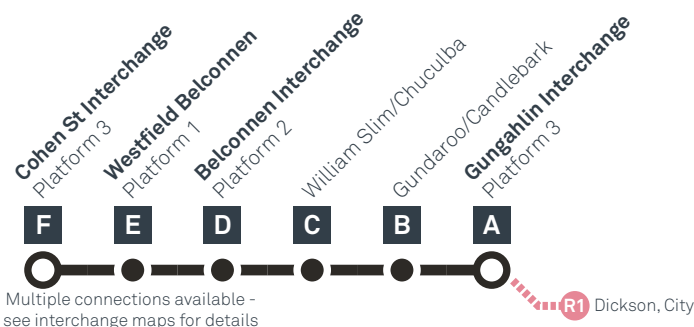 Cohen St Interchange
Platform 3
Westfield Belconnen
Platform 1
Belconnen Interchange
Platform 2
William Slim/Chuculba
Gundaroo/Candlebark
Gungahlin Interchange
Platform 3
F E D C B A
Multiple connections available -
see interchange maps for details
R1 Dickson, City